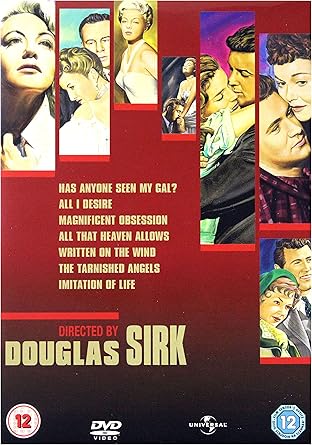 HAS ANYONE SEEN MY GAL?
ALL I DESIRE
MAGNIFICENT OBSESSION
ALL THAT HEAVEN ALLOWS
WRITTEN ON THE WIND
THE TARNISHED ANGELS
IMITATION OF LIFE
DIRECTED BY
DOUGLAS SIRK
12
DVD
VIDEO
UNIVERSAL
12